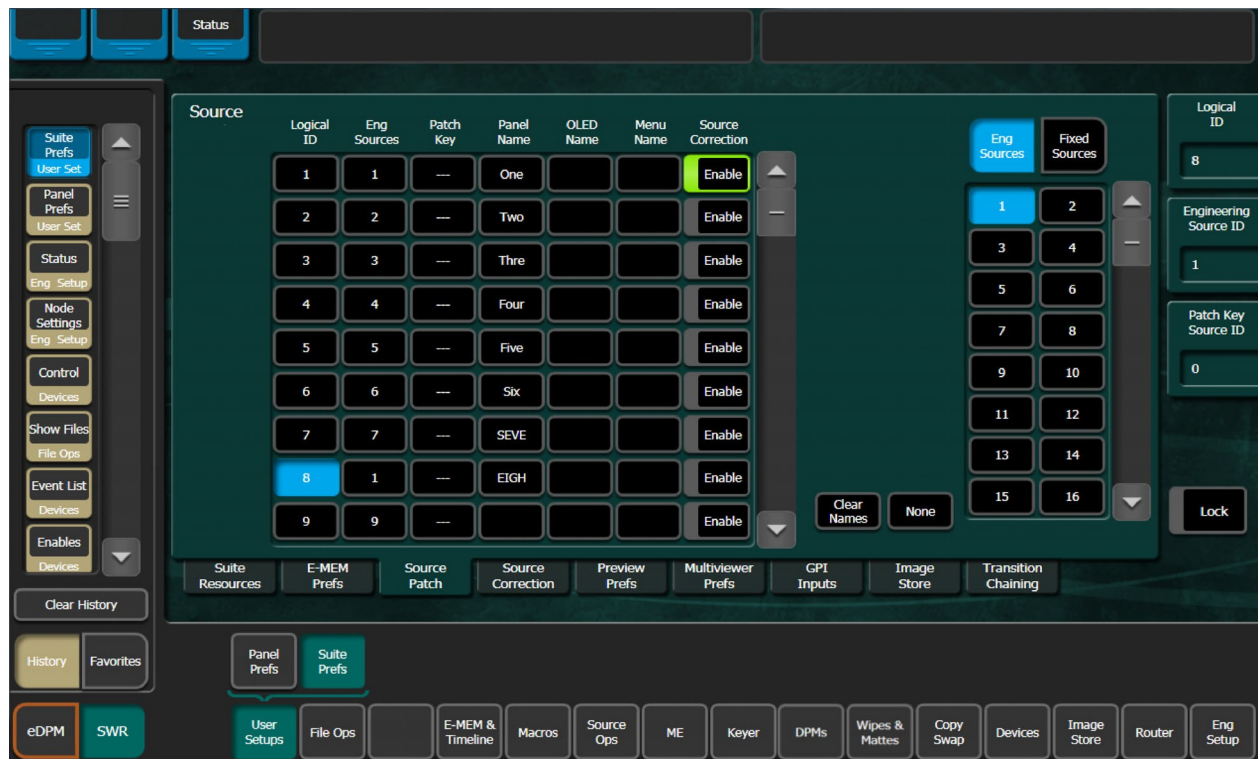 Status
Source
Logical ID
Eng Sources
Patch Key
Panel Name
OLED Name
Menu Name
Source Correction
1 1 --- One Enable
2 2 --- Two Enable
3 3 --- Thre Enable
4 4 --- Four Enable
5 5 --- Five Enable
6 6 --- Six Enable
7 7 --- SEVE Enable
8 1 --- EIGH Enable
9 9 --- Enable
Clear Names
None
Eng Sources
Fixed Sources
1 2
3 4
5 6
7 8
9 10
11 12
13 14
15 16
Logical ID
8
Engineering Source ID
1
Patch Key Source ID
0
Lock
Suite Prefs
User Set
Panel Prefs
User Set
Status
Eng Setup
Node Settings
Eng Setup
Control
Devices
Show Files
File Ops
Event List
Devices
Enables
Devices
Clear History
History
Favorites
Suite Resources
E-MEM Prefs
Source Patch
Source Correction
Preview Prefs
Multiviewer Prefs
GPI Inputs
Image Store
Transition Chaining
Panel Prefs
Suite Prefs
eDPM
SWR
User Setups
File Ops
E-MEM & Timeline
Macros
Source Ops
ME
Keyer
DPMs
Wipes & Mattes
Copy Swap
Devices
Image Store
Router
Eng Setup